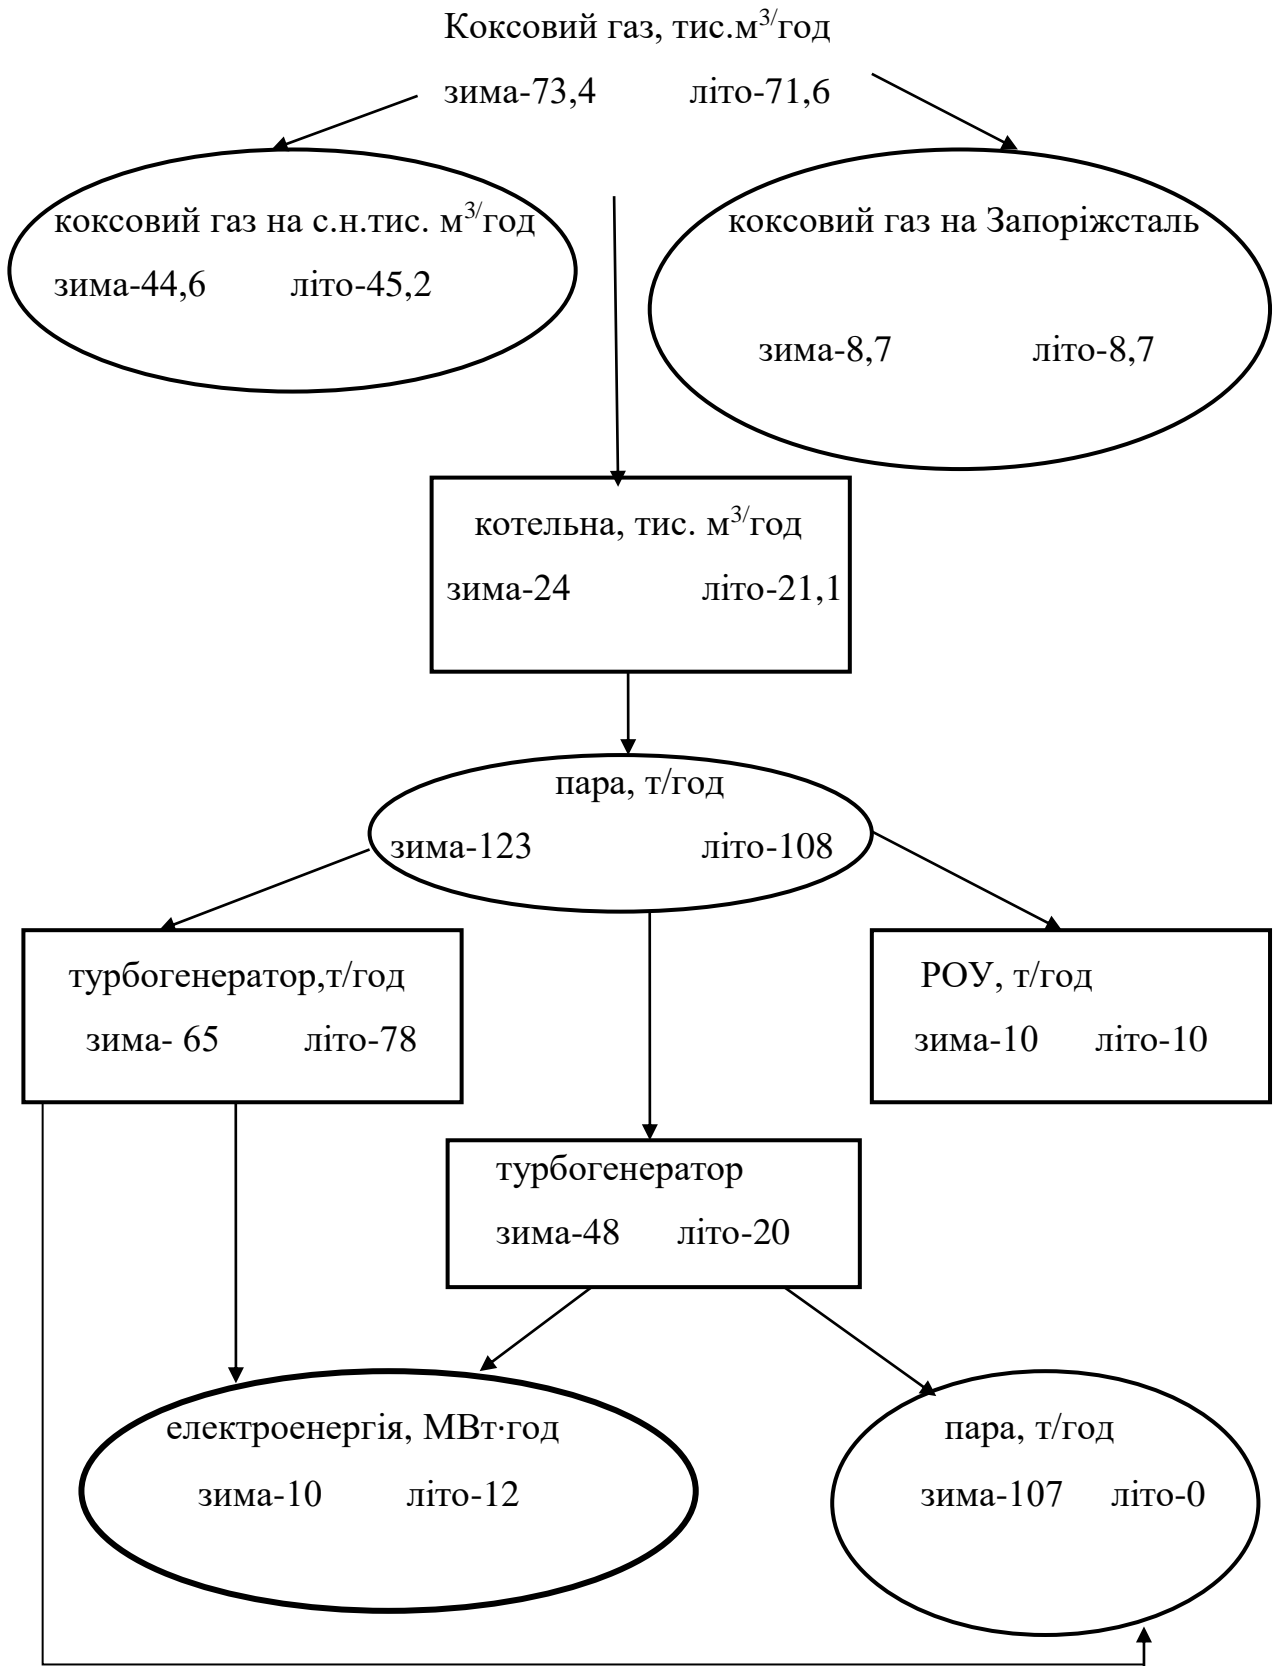 Коксовий газ, тис.м³/год
зима-73,4 літо-71,6
коксовий газ на с.н.тис. м³/год
зима-44,6 літо-45,2
коксовий газ на Запоріжсталь
зима-8,7 літо-8,7
котельна, тис. м³/год
зима-24 літо-21,1
пара, т/год
зима-123 літо-108
турбогенератор,т/год
зима- 65 літо-78
РОУ, т/год
зима-10 літо-10
турбогенератор
зима-48 літо-20
електроенергія, МВт·год
зима-10 літо-12
пара, т/год
зима-107 літо-0